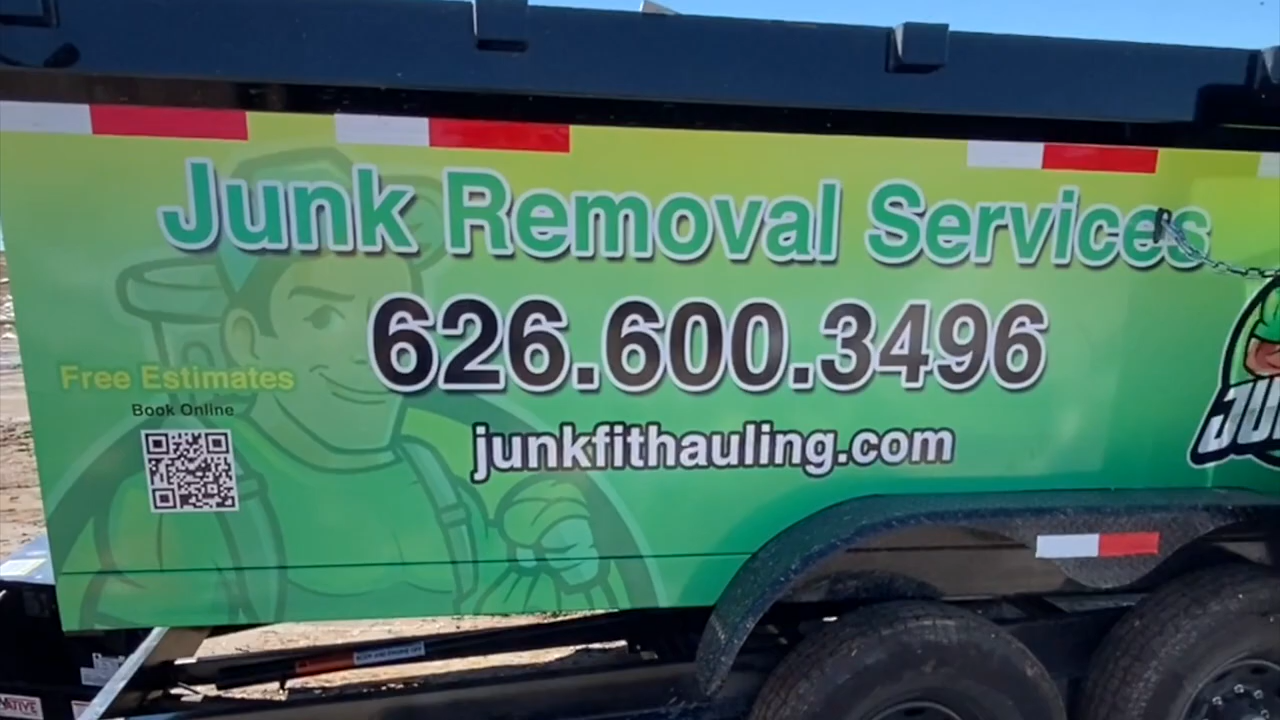 Junk Removal Services
626.600.3496
Free Estimates
Book Online
junkfithauling.com